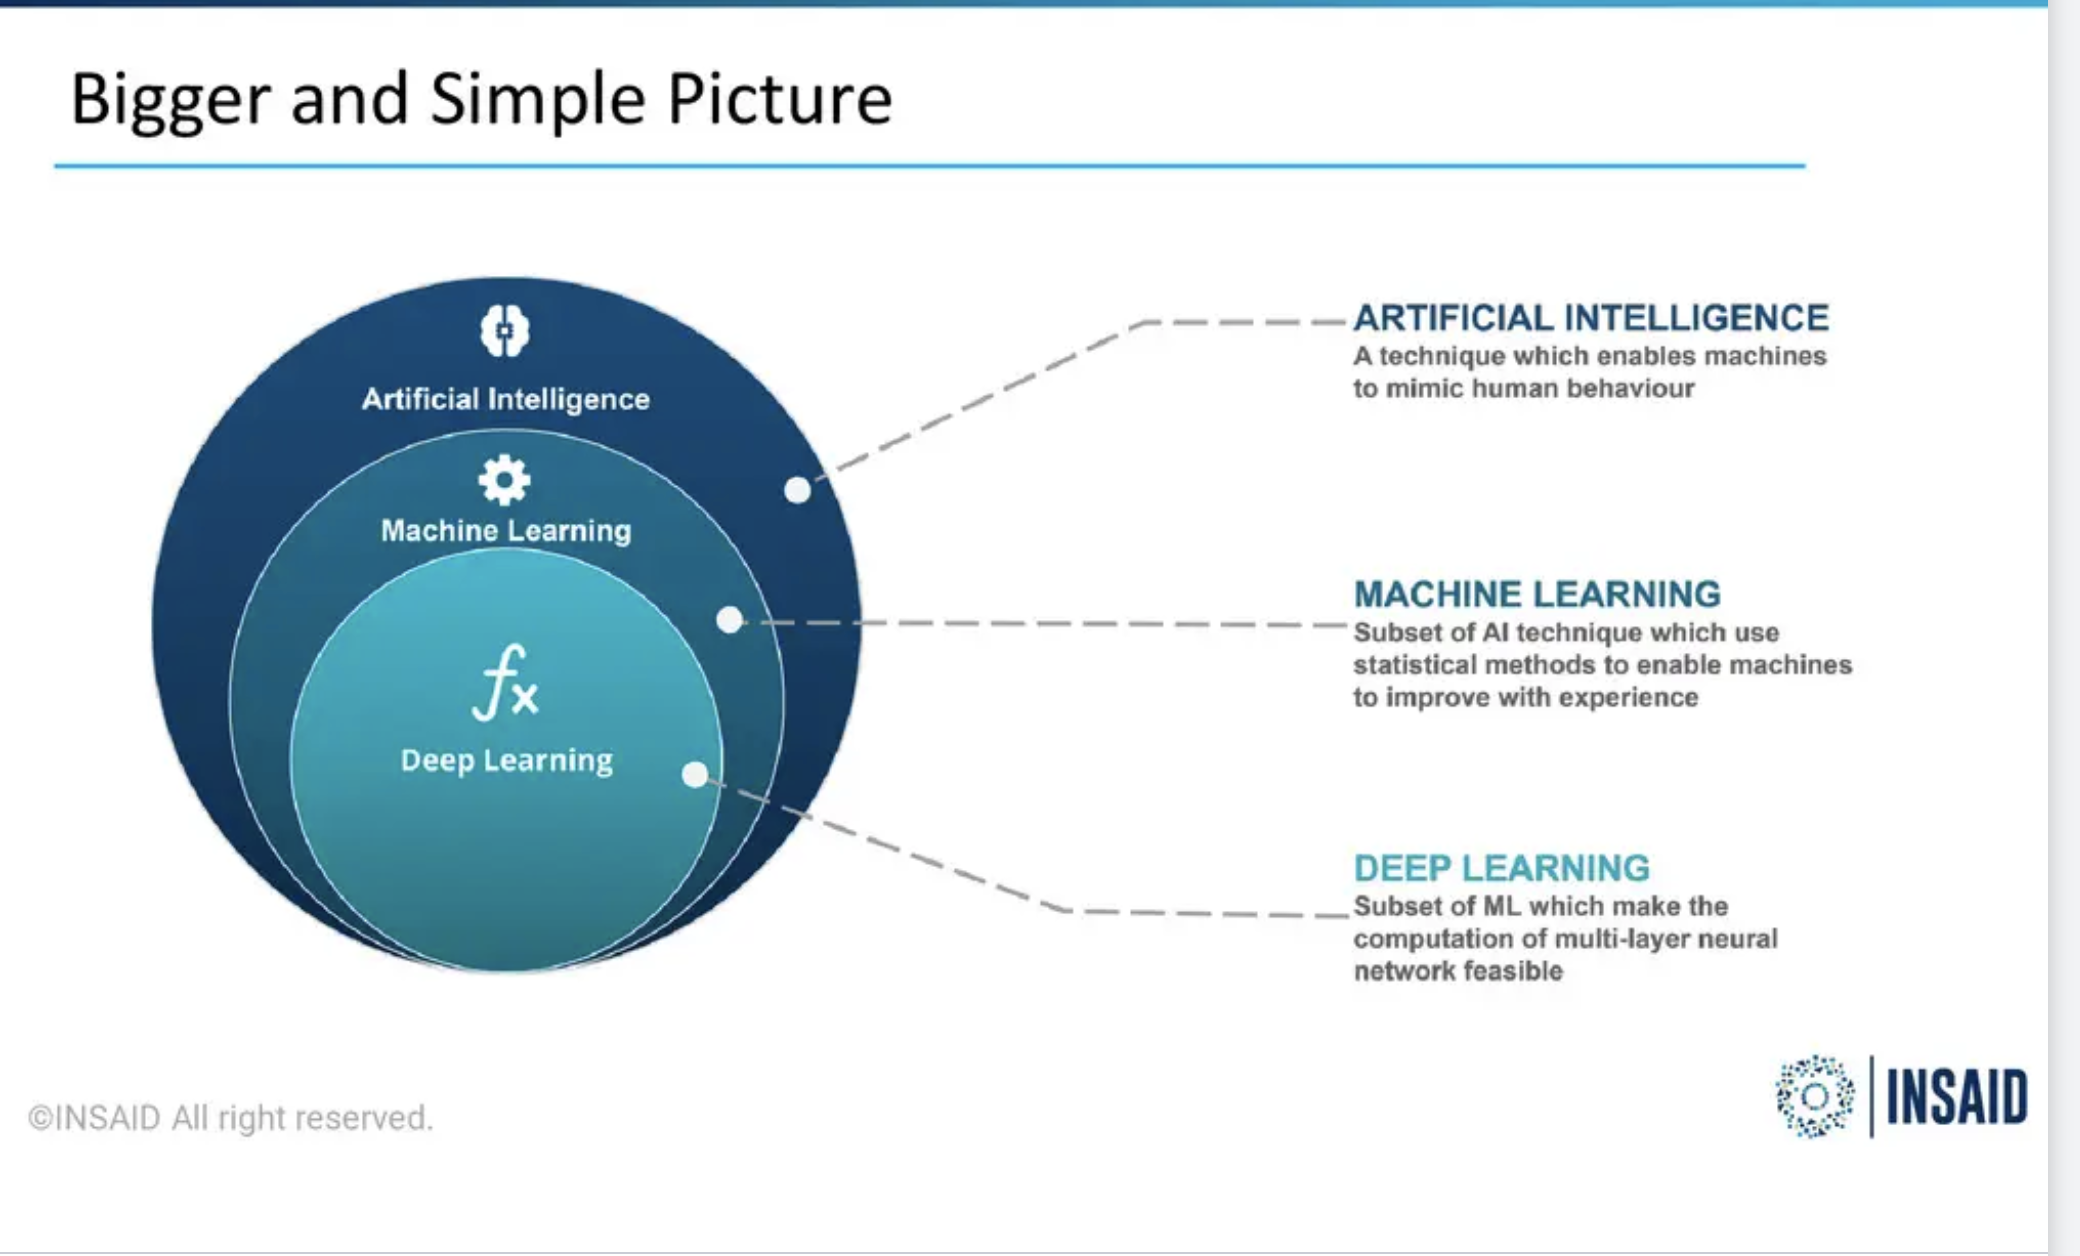 Bigger and Simple Picture
Artificial Intelligence
Machine Learning
fx
Deep Learning
ARTIFICIAL INTELLIGENCE
A technique which enables machines
to mimic human behaviour
MACHINE LEARNING
Subset of AI technique which use
statistical methods to enable machines
to improve with experience
DEEP LEARNING
Subset of ML which make the
computation of multi-layer neural
network feasible
©INSAID All right reserved.
INSAID